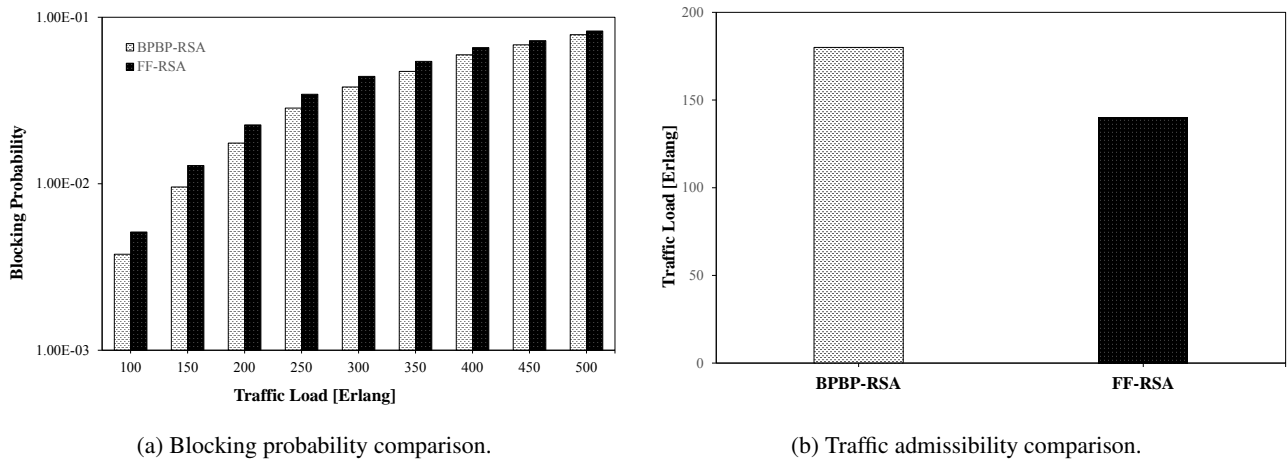 1.00E-01
BPBP-RSA
FF-RSA
1.00E-02
1.00E-03
Blocking Probability
100 150 200 250 300 350 400 450 500
Traffic Load [Erlang]
(a) Blocking probability comparison.
200
150
100
50
0
Traffic Load [Erlang]
BPBP-RSA FF-RSA
(b) Traffic admissibility comparison.